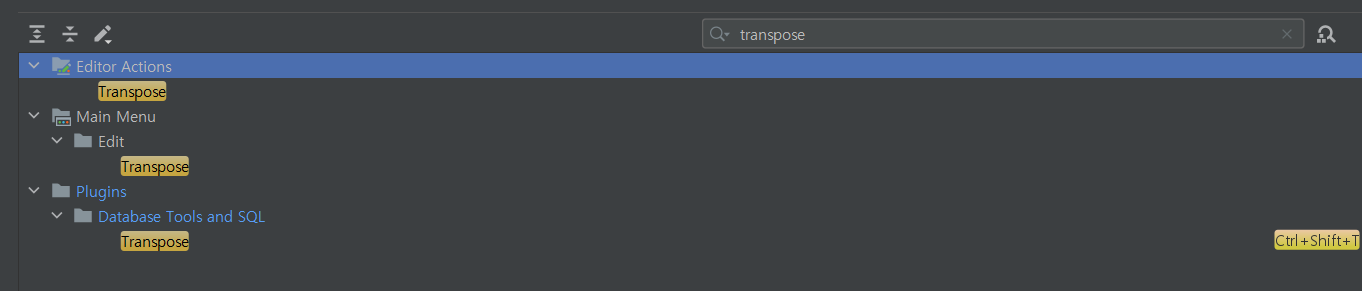 transpose
Editor Actions
Transpose
Main Menu
Edit
Transpose
Plugins
Database Tools and SQL
Transpose Ctrl+Shift+T